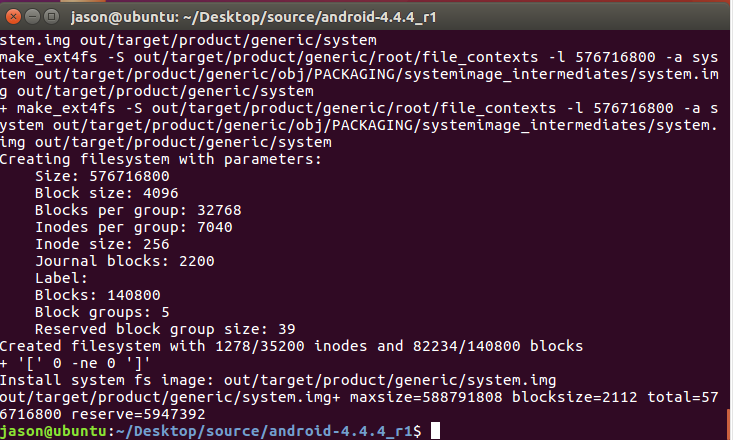 jason@ubuntu: ~/Desktop/source/android-4.4.4_r1
stem.img out/target/product/generic/system
make_ext4fs -S out/target/product/generic/root/file_contexts -l 576716800 -a sys
tem out/target/product/generic/obj/PACKAGING/systemimage_intermediates/system.im
g out/target/product/generic/system
+ make_ext4fs -S out/target/product/generic/root/file_contexts -l 576716800 -a s
ystem out/target/product/generic/obj/PACKAGING/systemimage_intermediates/system.
img out/target/product/generic/system
Creating filesystem with parameters:
    Size: 576716800
    Block size: 4096
    Blocks per group: 32768
    Inodes per group: 7040
    Inode size: 256
    Journal blocks: 2200
    Label:
    Blocks: 140800
    Block groups: 5
    Reserved block group size: 39
Created filesystem with 1278/35200 inodes and 82234/140800 blocks
+ '[' 0 -ne 0 ']'
Install system fs image: out/target/product/generic/system.img
out/target/product/generic/system.img+ maxsize=588791808 blocksize=2112 total=57
6716800 reserve=5947392
jason@ubuntu:~/Desktop/source/android-4.4.4_r1$